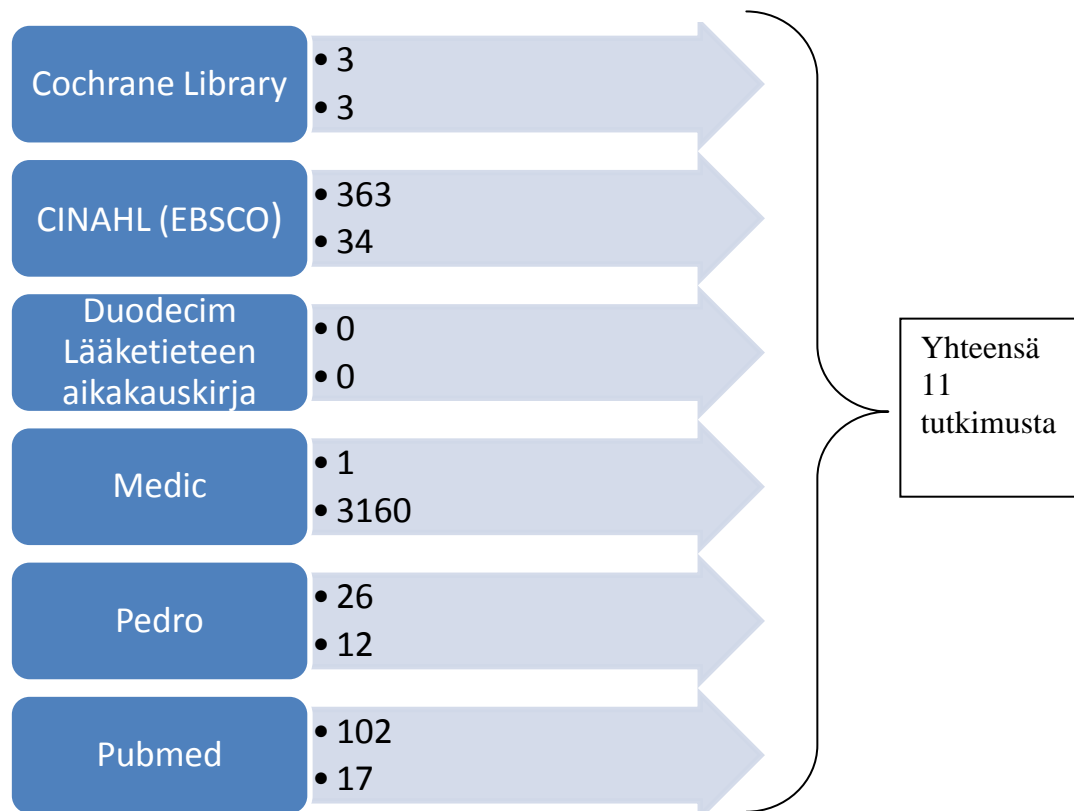 Cochrane Library
• 3
• 3
CINAHL (EBSCO)
• 363
• 34
Duodecim
Lääketieteen
aikakauskirja
• 0
• 0
Medic
• 1
• 3160
Pedro
• 26
• 12
Pubmed
• 102
• 17
Yhteensä
11
tutkimusta